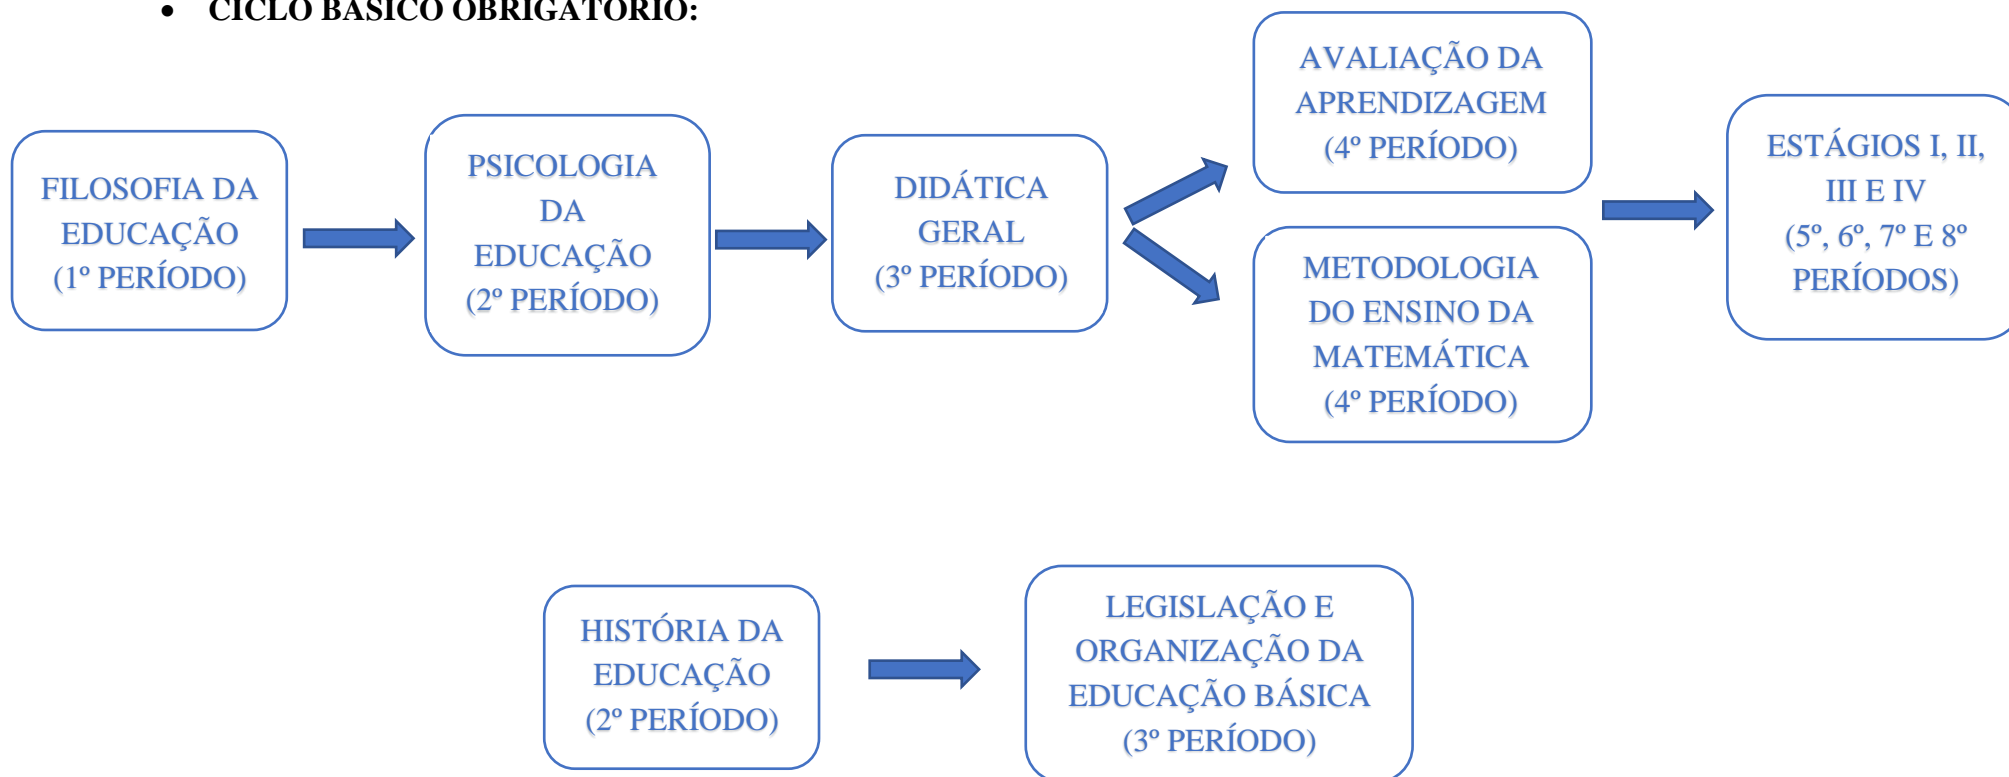 • CICLO BÁSICO OBRIGATÓRIO:
FILOSOFIA DA
EDUCAÇÃO
(1º PERÍODO)
PSICOLOGIA
DA
EDUCAÇÃO
(2º PERÍODO)
DIDÁTICA
GERAL
(3º PERÍODO)
AVALIAÇÃO DA
APRENDIZAGEM
(4º PERÍODO)
METODOLOGIA
DO ENSINO DA
MATEMÁTICA
(4º PERÍODO)
ESTÁGIOS I, II,
III E IV
(5º, 6º, 7º E 8º
PERÍODOS)
HISTÓRIA DA
EDUCAÇÃO
(2º PERÍODO)
LEGISLAÇÃO E
ORGANIZAÇÃO DA
EDUCAÇÃO BÁSICA
(3º PERÍODO)